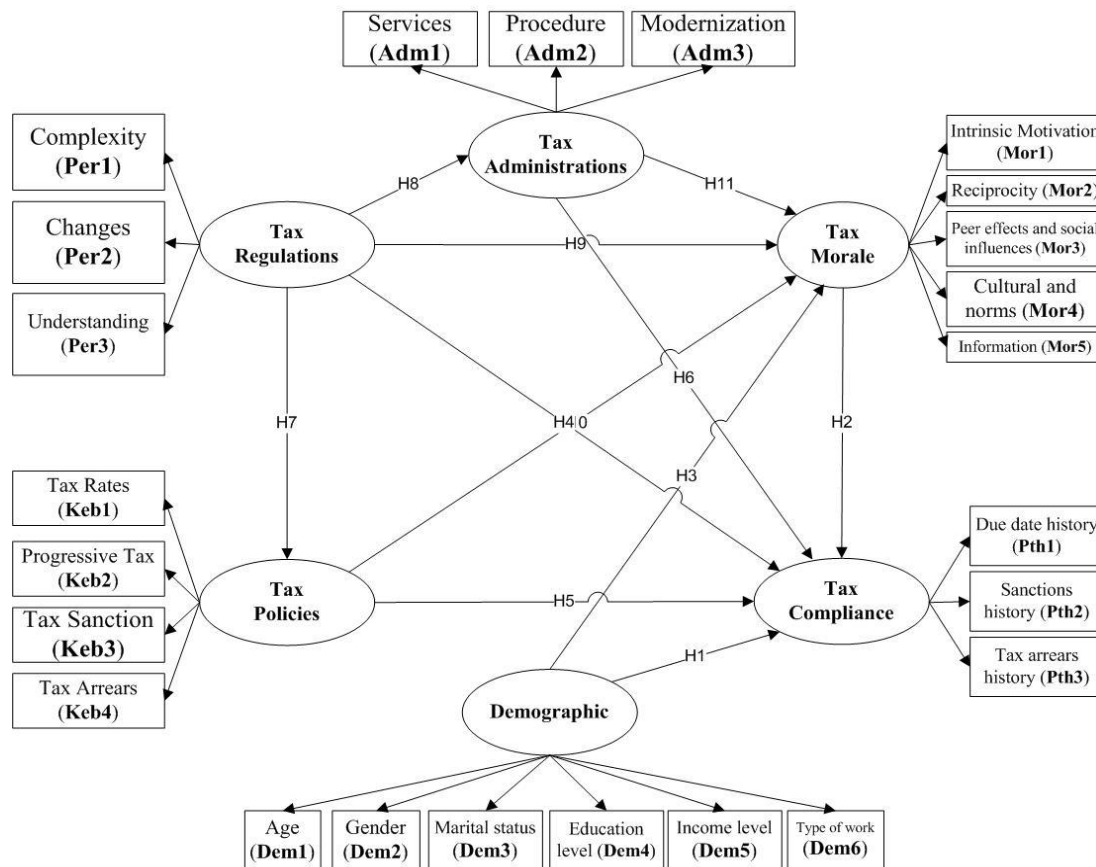 Services
(Adm1)
Procedure
(Adm2)
Modernization
(Adm3)
Complexity
(Per1)
Changes
(Per2)
Understanding
(Per3)
Tax
Administrations
Tax
Regulations
Tax
Morale
Intrinsic Motivation
(Mor1)
Reciprocity (Mor2)
Peer effects and social
influences (Mor3)
Cultural and
norms (Mor4)
Information (Mor5)
H8
H11
H9
H6
H7
H4
0
H2
H3
Tax Rates
(Keb1)
Progressive Tax
(Keb2)
Tax Sanction
(Keb3)
Tax Arrears
(Keb4)
Tax
Policies
H5
Tax
Compliance
Due date history
(Pth1)
Sanctions
history (Pth2)
Tax arrears
history (Pth3)
H1
Demographic
Age
(Dem1)
Gender
(Dem2)
Marital status
(Dem3)
Education
level (Dem4)
Income level
(Dem5)
Type of work
(Dem6)